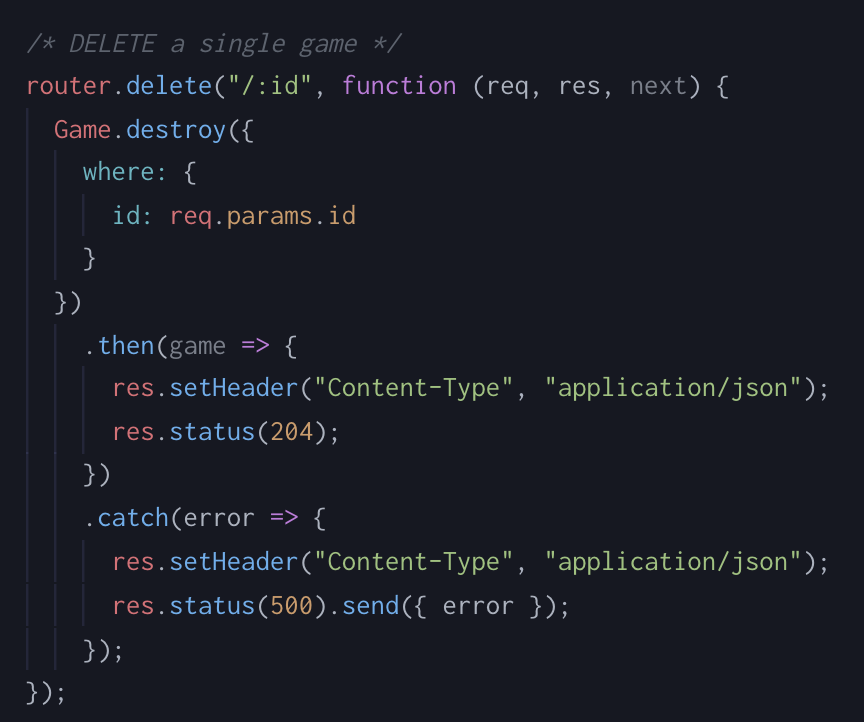 /* DELETE a single game */
router.delete("/:id", function (req, res, next) {
  Game.destroy({
    where: {
      id: req.params.id
    }
  })
    .then(game => {
      res.setHeader("Content-Type", "application/json");
      res.status(204);
    })
    .catch(error => {
      res.setHeader("Content-Type", "application/json");
      res.status(500).send({ error });
    });
});